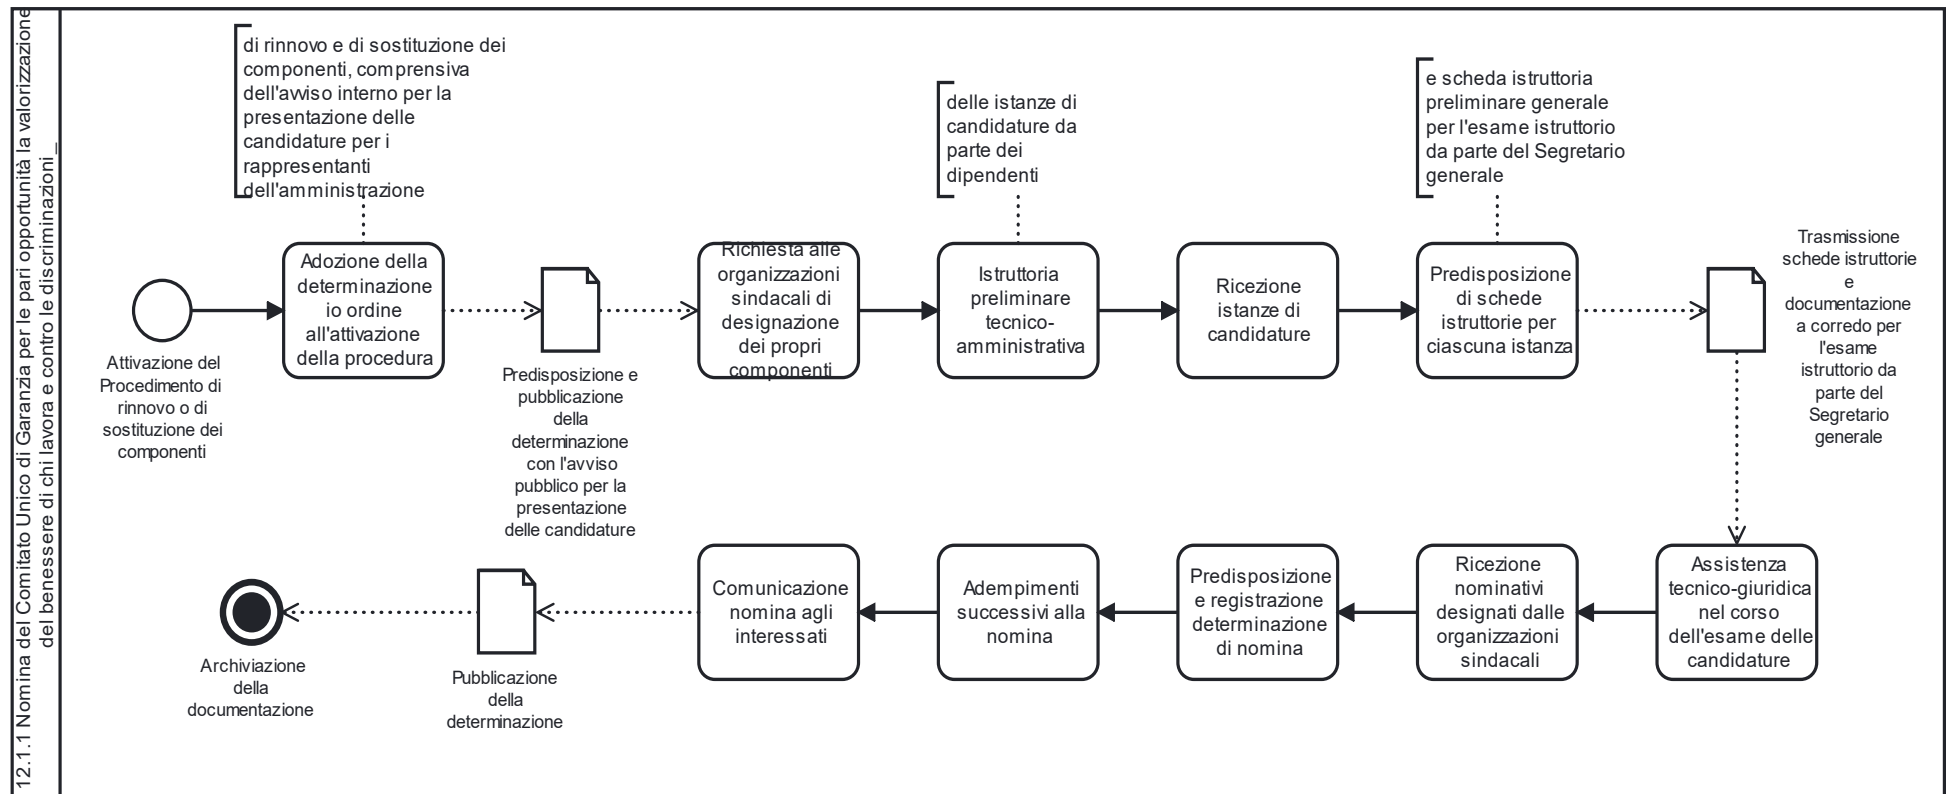 12.1.1 Nomina del Comitato Unico di Garanzia per le pari opportunità la valorizzazione
del benessere di chi lavora e contro le discriminazioni_
di rinnovo e di sostituzione dei
componenti, comprensiva
dell'avviso interno per la
presentazione delle
candidature per i
rappresentanti
dell'amministrazione
delle istanze di
candidature da
parte dei
dipendenti
e scheda istruttoria
preliminare generale
per l'esame istruttorio
da parte del Segretario
generale
Attivazione del
Procedimento di
rinnovo o di
sostituzione dei
componenti
Adozione della
determinazione
io ordine
all'attivazione
della procedura
Predisposizione e
pubblicazione
della
determinazione
con l'avviso
pubblico per la
presentazione
delle candidature
Richiesta alle
organizzazioni
sindacali di
designazione
dei propri
componenti
Istruttoria
preliminare
tecnico-
amministrativa
Ricezione
istanze di
candidature
Predisposizione
di schede
istruttorie per
ciascuna istanza
Trasmissione
schede istruttorie
e
documentazione
a corredo per
l'esame
istruttorio da
parte del
Segretario
generale
Assistenza
tecnico-giuridica
nel corso
dell'esame delle
candidature
Ricezione
nominativi
designati dalle
organizzazioni
sindacali
Predisposizione
e registrazione
determinazione
di nomina
Adempimenti
successivi alla
nomina
Comunicazione
nomina agli
interessati
Pubblicazione
della
determinazione
Archiviazione
della
documentazione